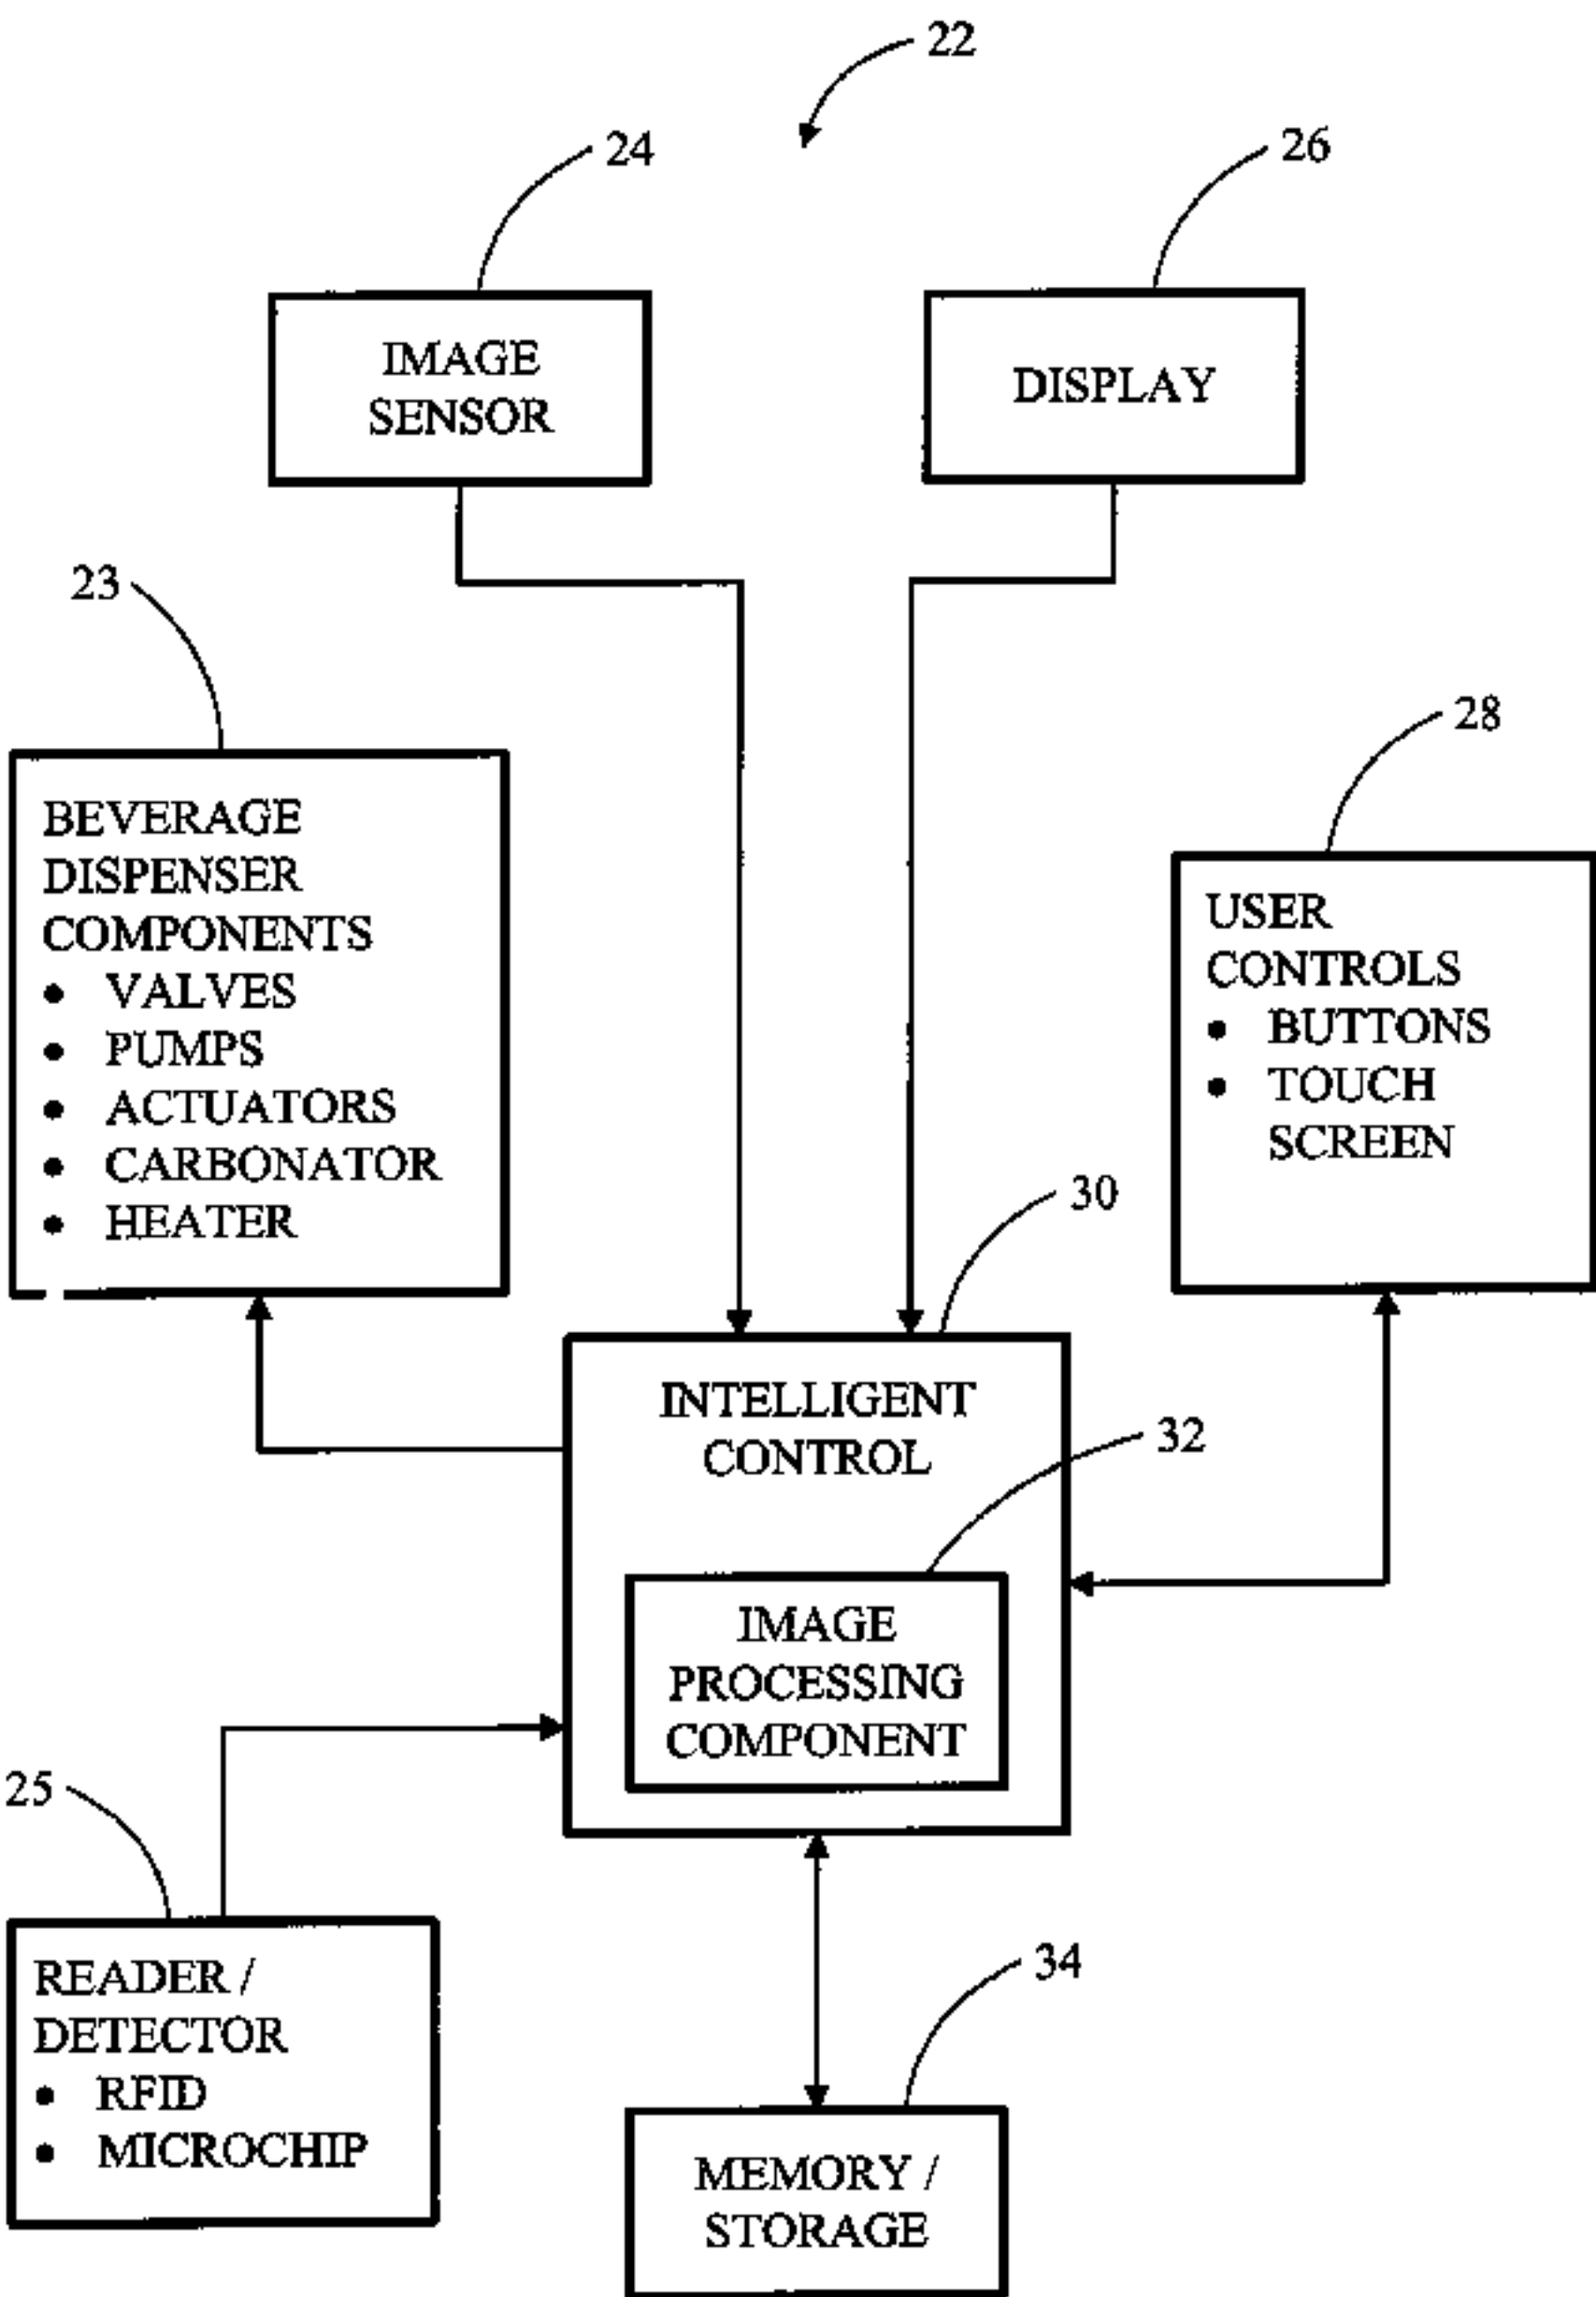 22
24
26
IMAGE
SENSOR
DISPLAY
23
28
BEVERAGE
DISPENSER
COMPONENTS
• VALVES
• PUMPS
• ACTUATORS
• CARBONATOR
• HEATER
USER
CONTROLS
• BUTTONS
• TOUCH
SCREEN
30
INTELLIGENT
CONTROL
32
IMAGE
PROCESSING
COMPONENT
25
READER /
DETECTOR
• RFID
• MICROCHIP
34
MEMORY /
STORAGE